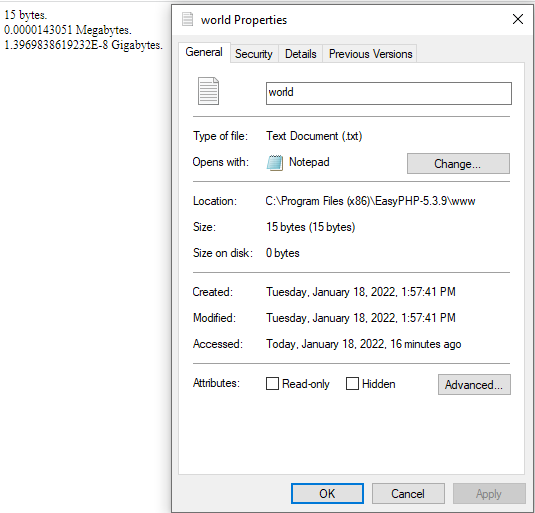 15 bytes.
0.0000143051 Megabytes.
1.3969838619232E-8 Gigabytes.
world Properties
General Security Details Previous Versions
world
Type of file: Text Document (.txt)
Opens with: Notepad Change...
Location: C:\Program Files (x86)\EasyPHP-5.3.9\www
Size: 15 bytes (15 bytes)
Size on disk: 0 bytes
Created: Tuesday, January 18, 2022, 1:57:41 PM
Modified: Tuesday, January 18, 2022, 1:57:41 PM
Accessed: Today, January 18, 2022, 16 minutes ago
Attributes: Read-only Hidden Advanced...
OK Cancel Apply